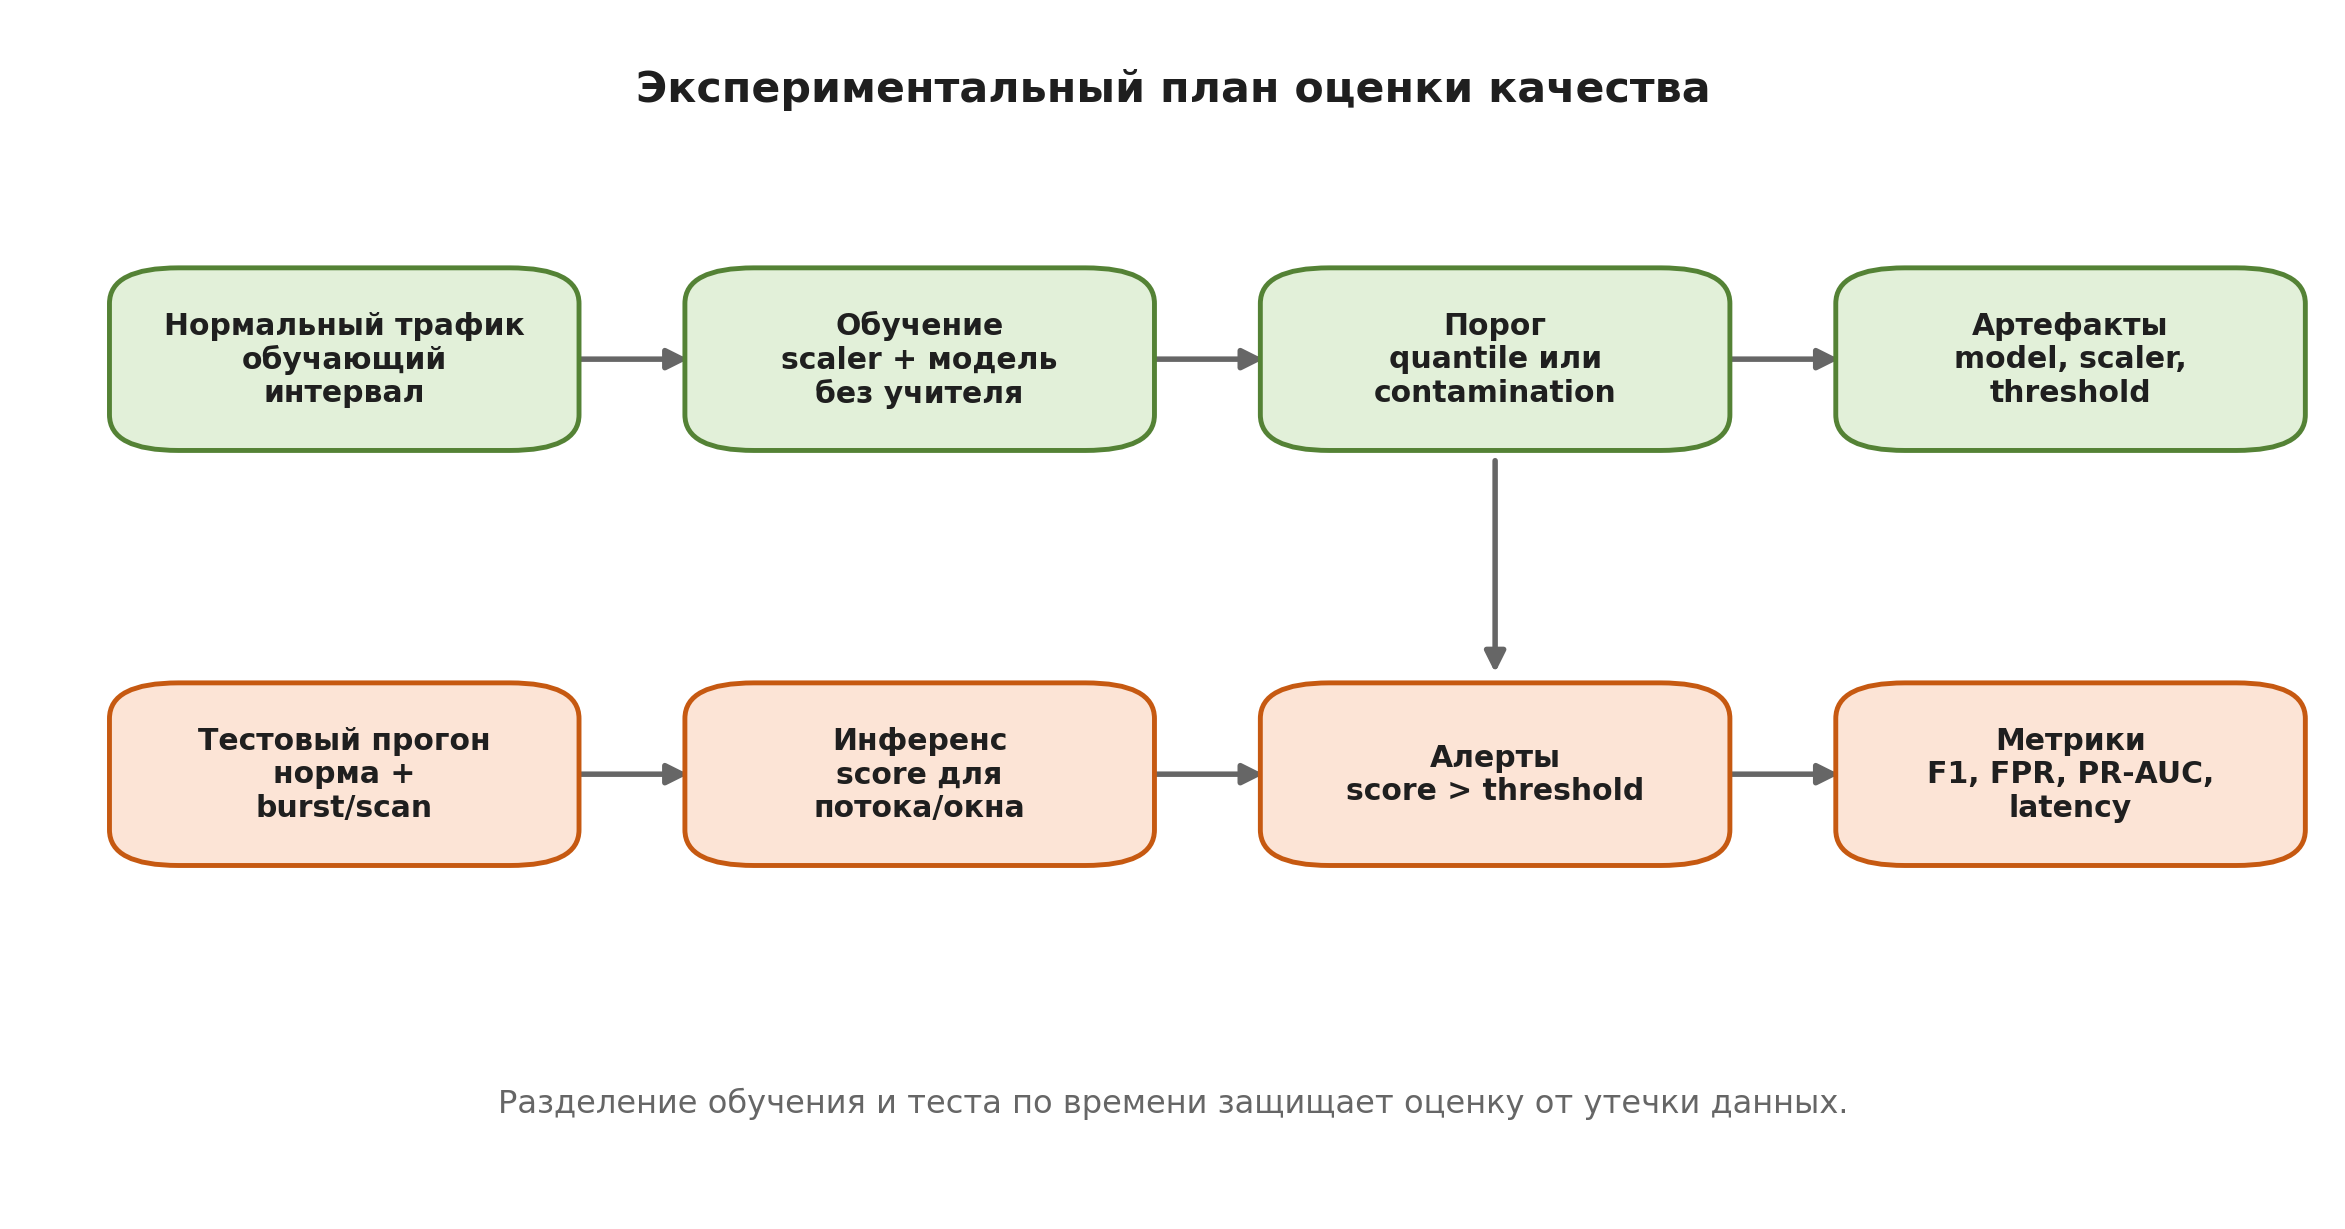 Экспериментальный план оценки качества
Нормальный трафик
обучающий
интервал
Обучение
scaler + модель
без учителя
Порог
quantile или
contamination
Артефакты
model, scaler,
threshold
Тестовый прогон
норма +
burst/scan
Инференс
score для
потока/окна
Алерты
score > threshold
Метрики
F1, FPR, PR-AUC,
latency
Разделение обучения и теста по времени защищает оценку от утечки данных.